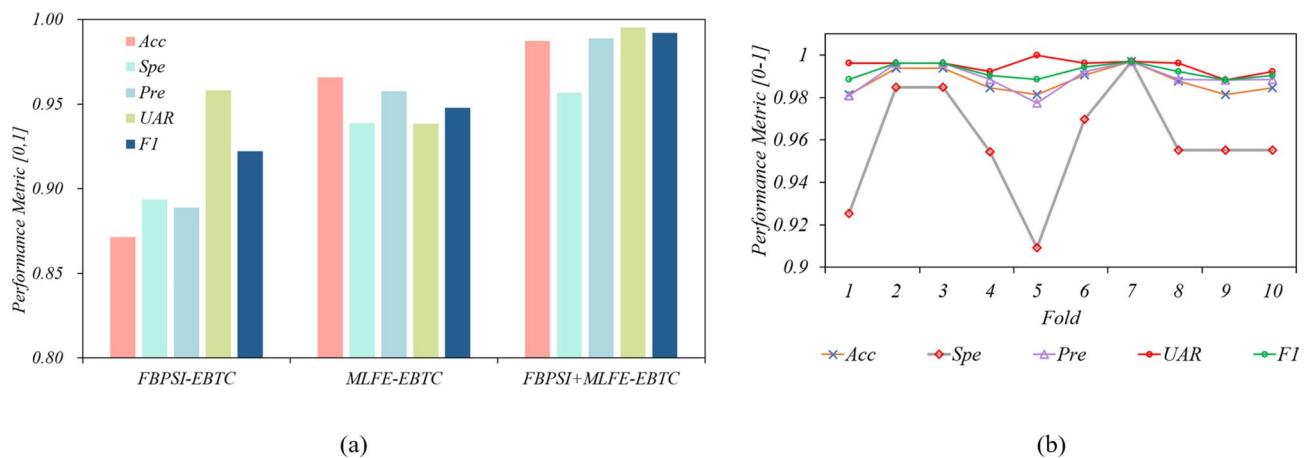 Performance Metric [0,1]
1.00
0.95
0.90
0.85
0.80
Acc
Spe
Pre
UAR
F1
FBPSI-EBTC
MLFE-EBTC
FBPSI+MLFE-EBTC
(a)
Performance Metric [0-1]
1
0.98
0.96
0.94
0.92
0.9
1 2 3 4 5 6 7 8 9 10
Fold
Acc Spe Pre UAR F1
(b)